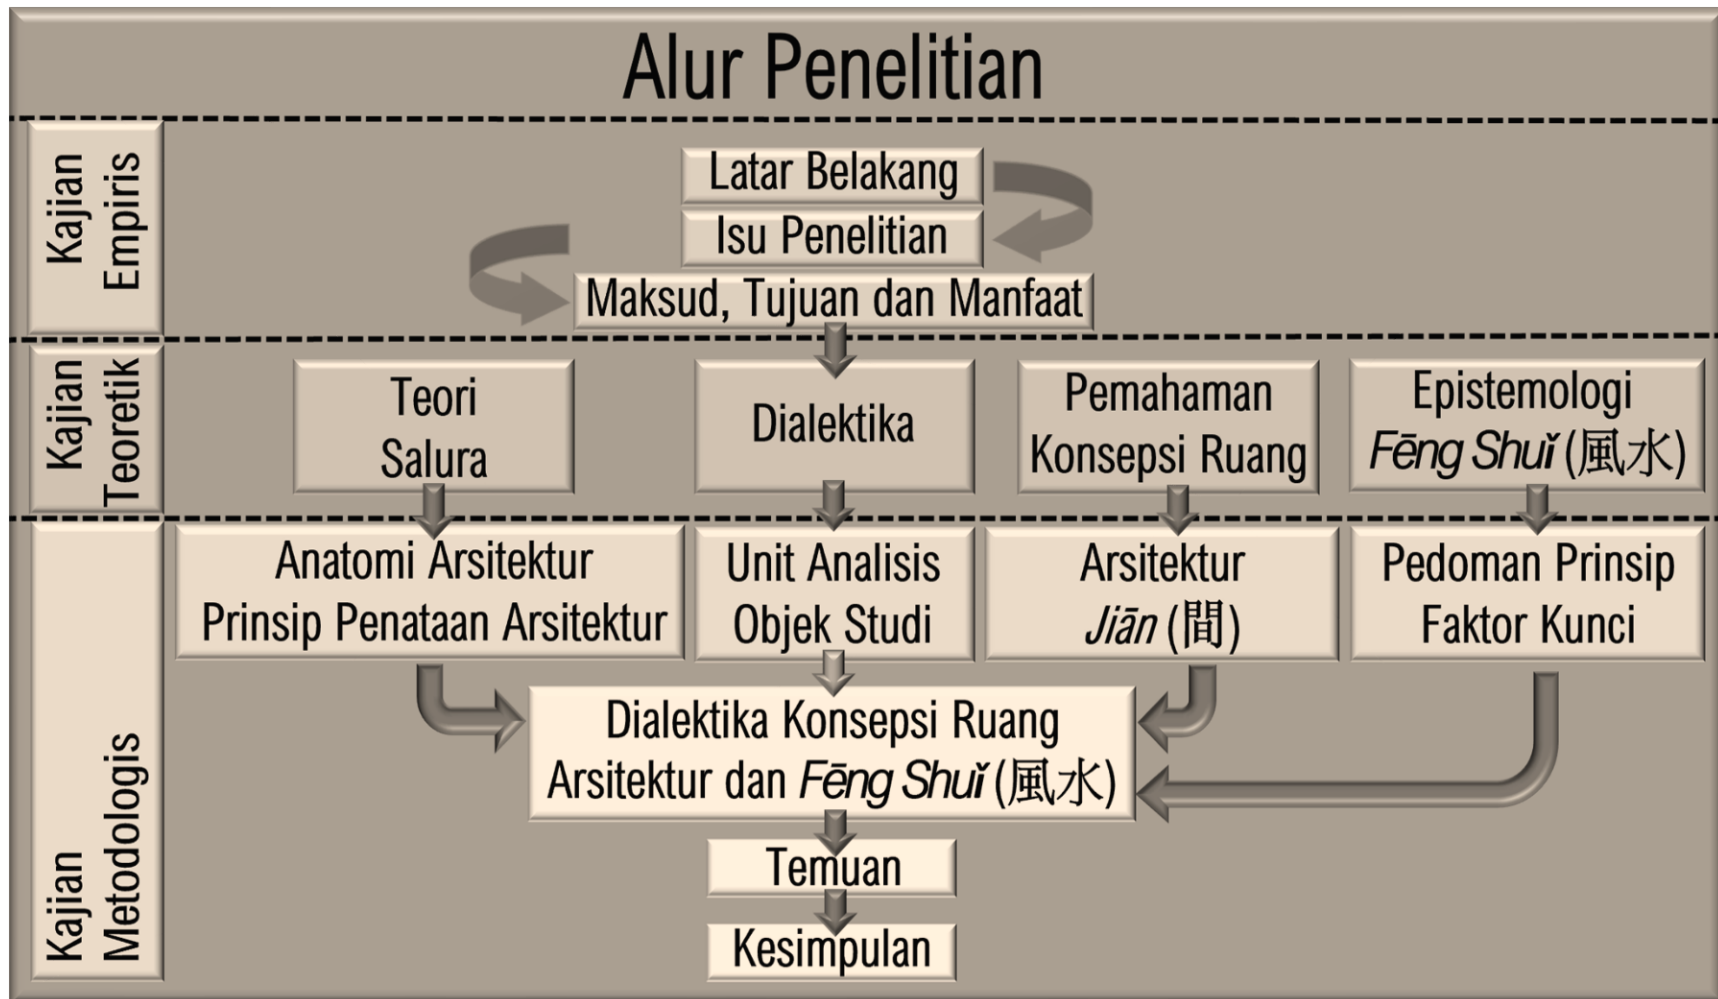 Alur Penelitian
Kajian
Empiris
Latar Belakang
Isu Penelitian
Maksud, Tujuan dan Manfaat
Kajian
Teoretik
Teori
Salura
Dialektika
Pemahaman
Konsepsi Ruang
Epistemologi
Fēng Shuǐ (風水)
Kajian
Metodologis
Anatomi Arsitektur
Prinsip Penataan Arsitektur
Unit Analisis
Objek Studi
Arsitektur
Jiān (間)
Pedoman Prinsip
Faktor Kunci
Dialektika Konsepsi Ruang
Arsitektur dan Fēng Shuǐ (風水)
Temuan
Kesimpulan